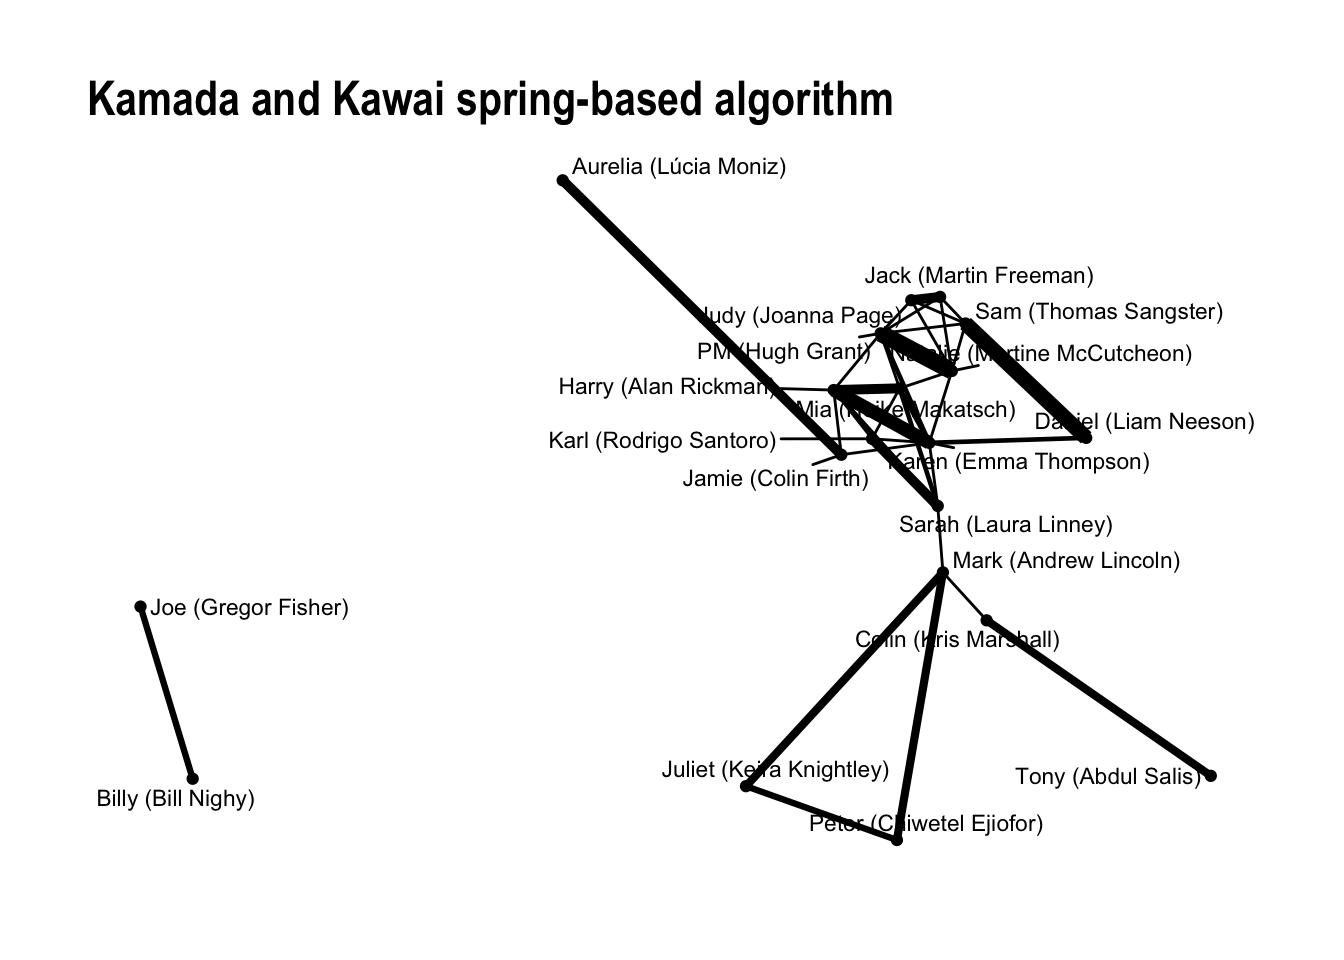 Kamada and Kawai spring-based algorithm
Aurelia (Lúcia Moniz)
Jack (Martin Freeman)
Judy (Joanna Page)
Sam (Thomas Sangster)
PM (Hugh Grant)
Natalie (Martine McCutcheon)
Harry (Alan Rickman)
Mia (Heike Makatsch)
Daniel (Liam Neeson)
Karl (Rodrigo Santoro)
Karen (Emma Thompson)
Jamie (Colin Firth)
Sarah (Laura Linney)
Mark (Andrew Lincoln)
Joe (Gregor Fisher)
Colin (Kris Marshall)
Juliet (Keira Knightley)
Tony (Abdul Salis)
Billy (Bill Nighy)
Peter (Chiwetel Ejiofor)